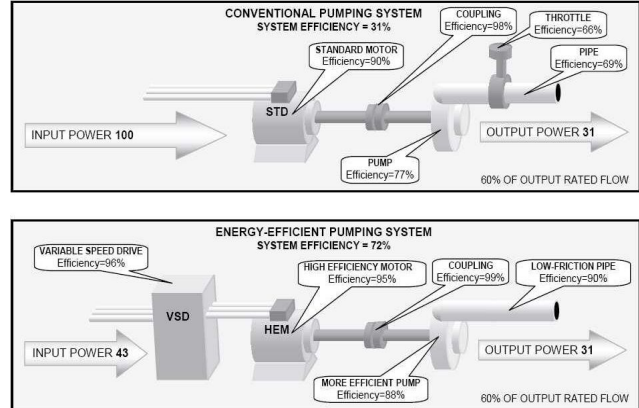 CONVENTIONAL PUMPING SYSTEM
SYSTEM EFFICIENCY = 31%
COUPLING
Efficiency=98%
THROTTLE
Efficiency=66%
STANDARD MOTOR
Efficiency=90%
PIPE
Efficiency=69%
STD
INPUT POWER 100
OUTPUT POWER 31
PUMP
Efficiency=77%
60% OF OUTPUT RATED FLOW
ENERGY-EFFICIENT PUMPING SYSTEM
SYSTEM EFFICIENCY = 72%
VARIABLE SPEED DRIVE
Efficiency=96%
HIGH EFFICIENCY MOTOR
Efficiency=95%
COUPLING
Efficiency=99%
LOW-FRICTION PIPE
Efficiency=90%
VSD
HEM
INPUT POWER 43
OUTPUT POWER 31
MORE EFFICIENT PUMP
Efficiency=88%
60% OF OUTPUT RATED FLOW